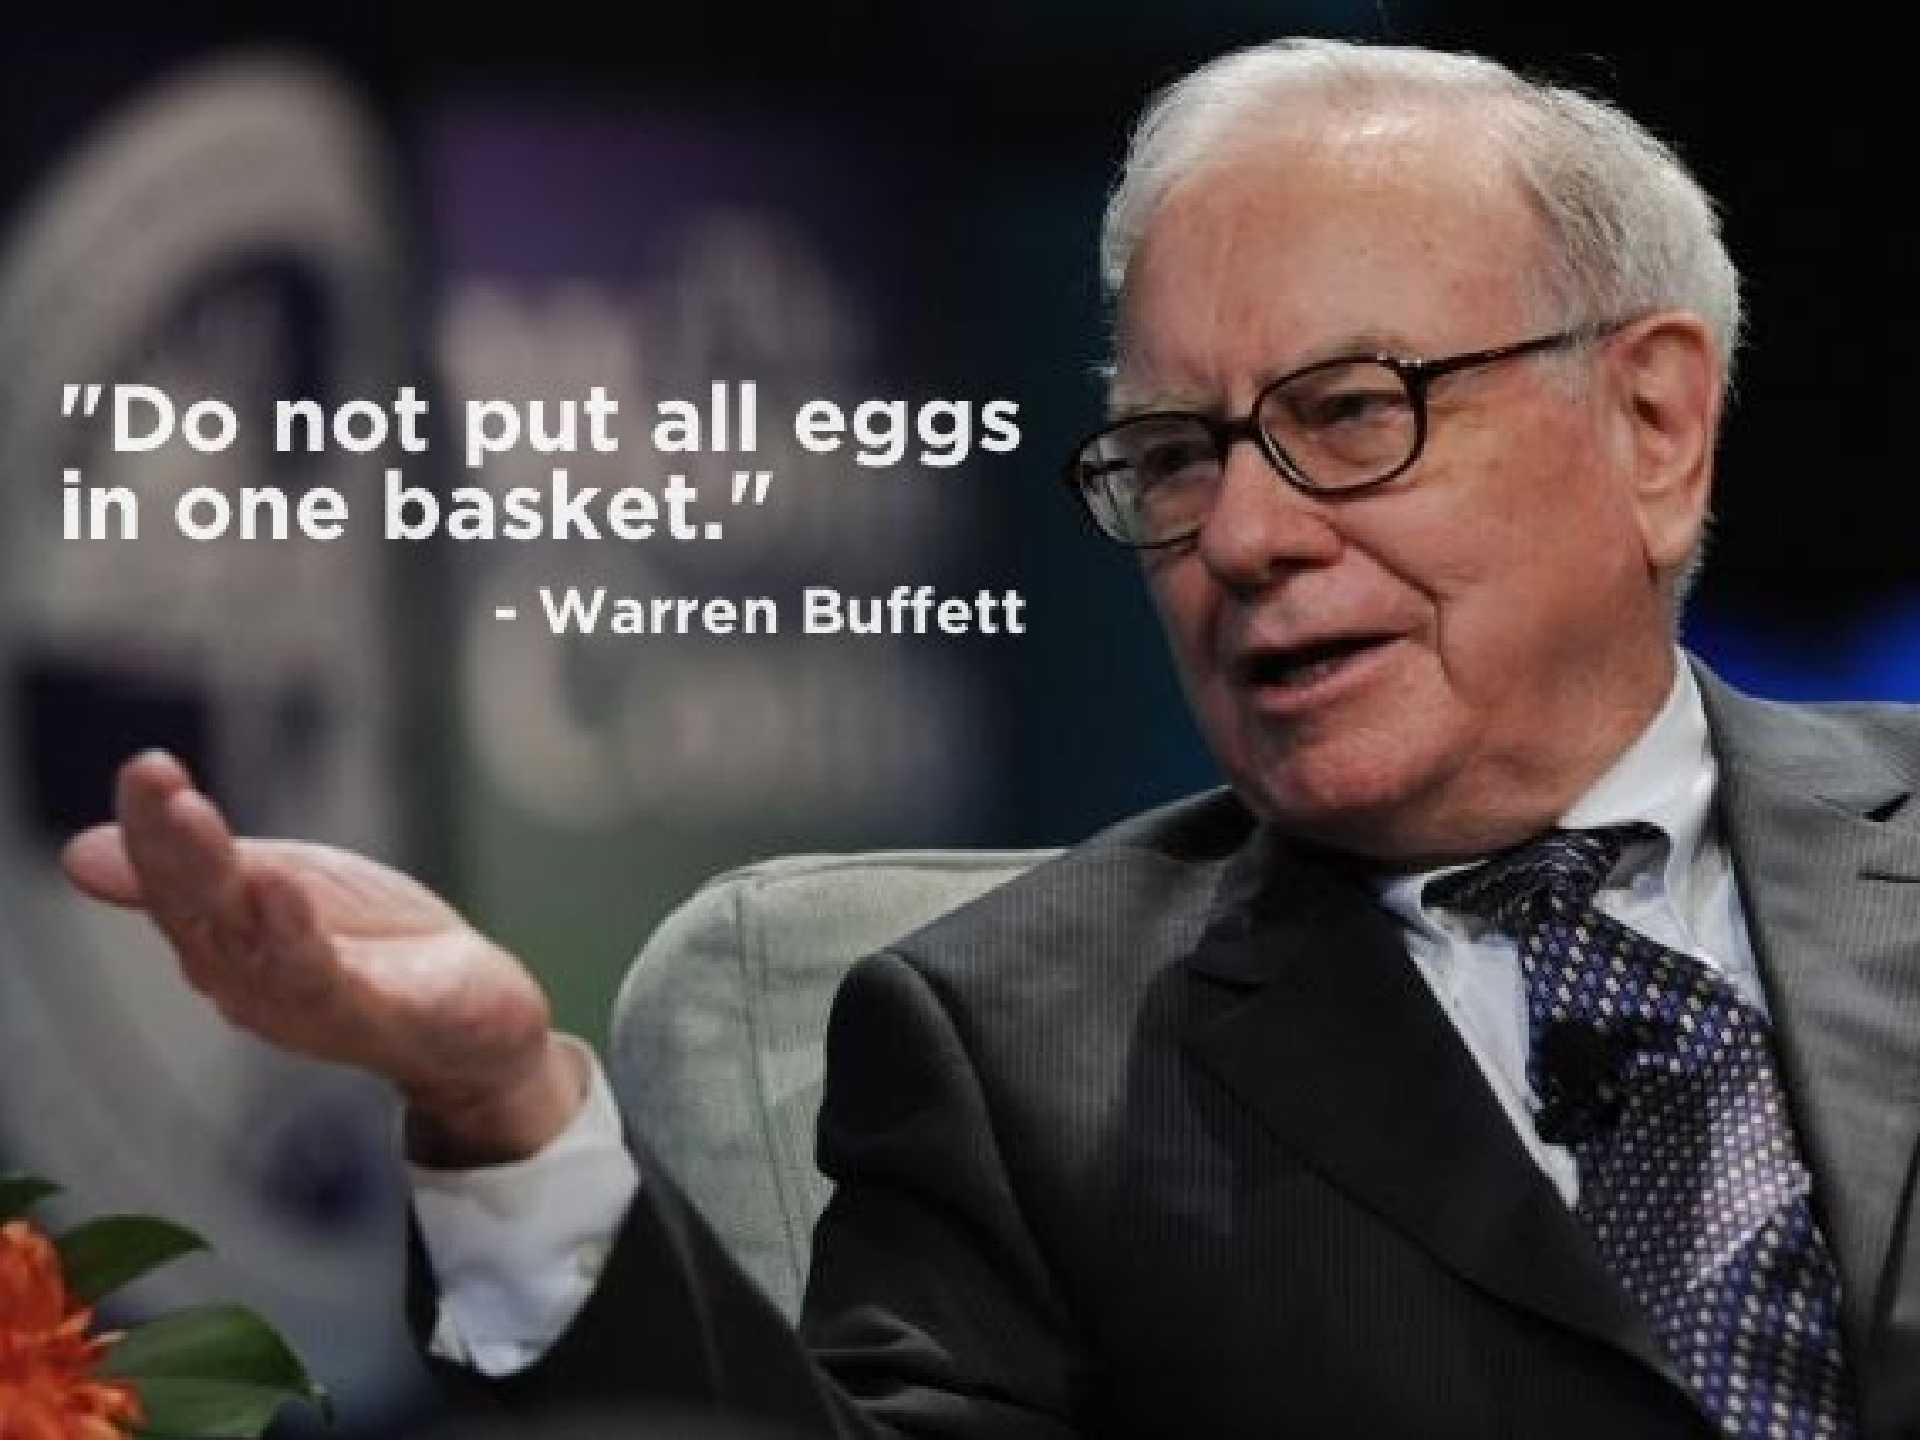 "Do not put all eggs
in one basket."
- Warren Buffett